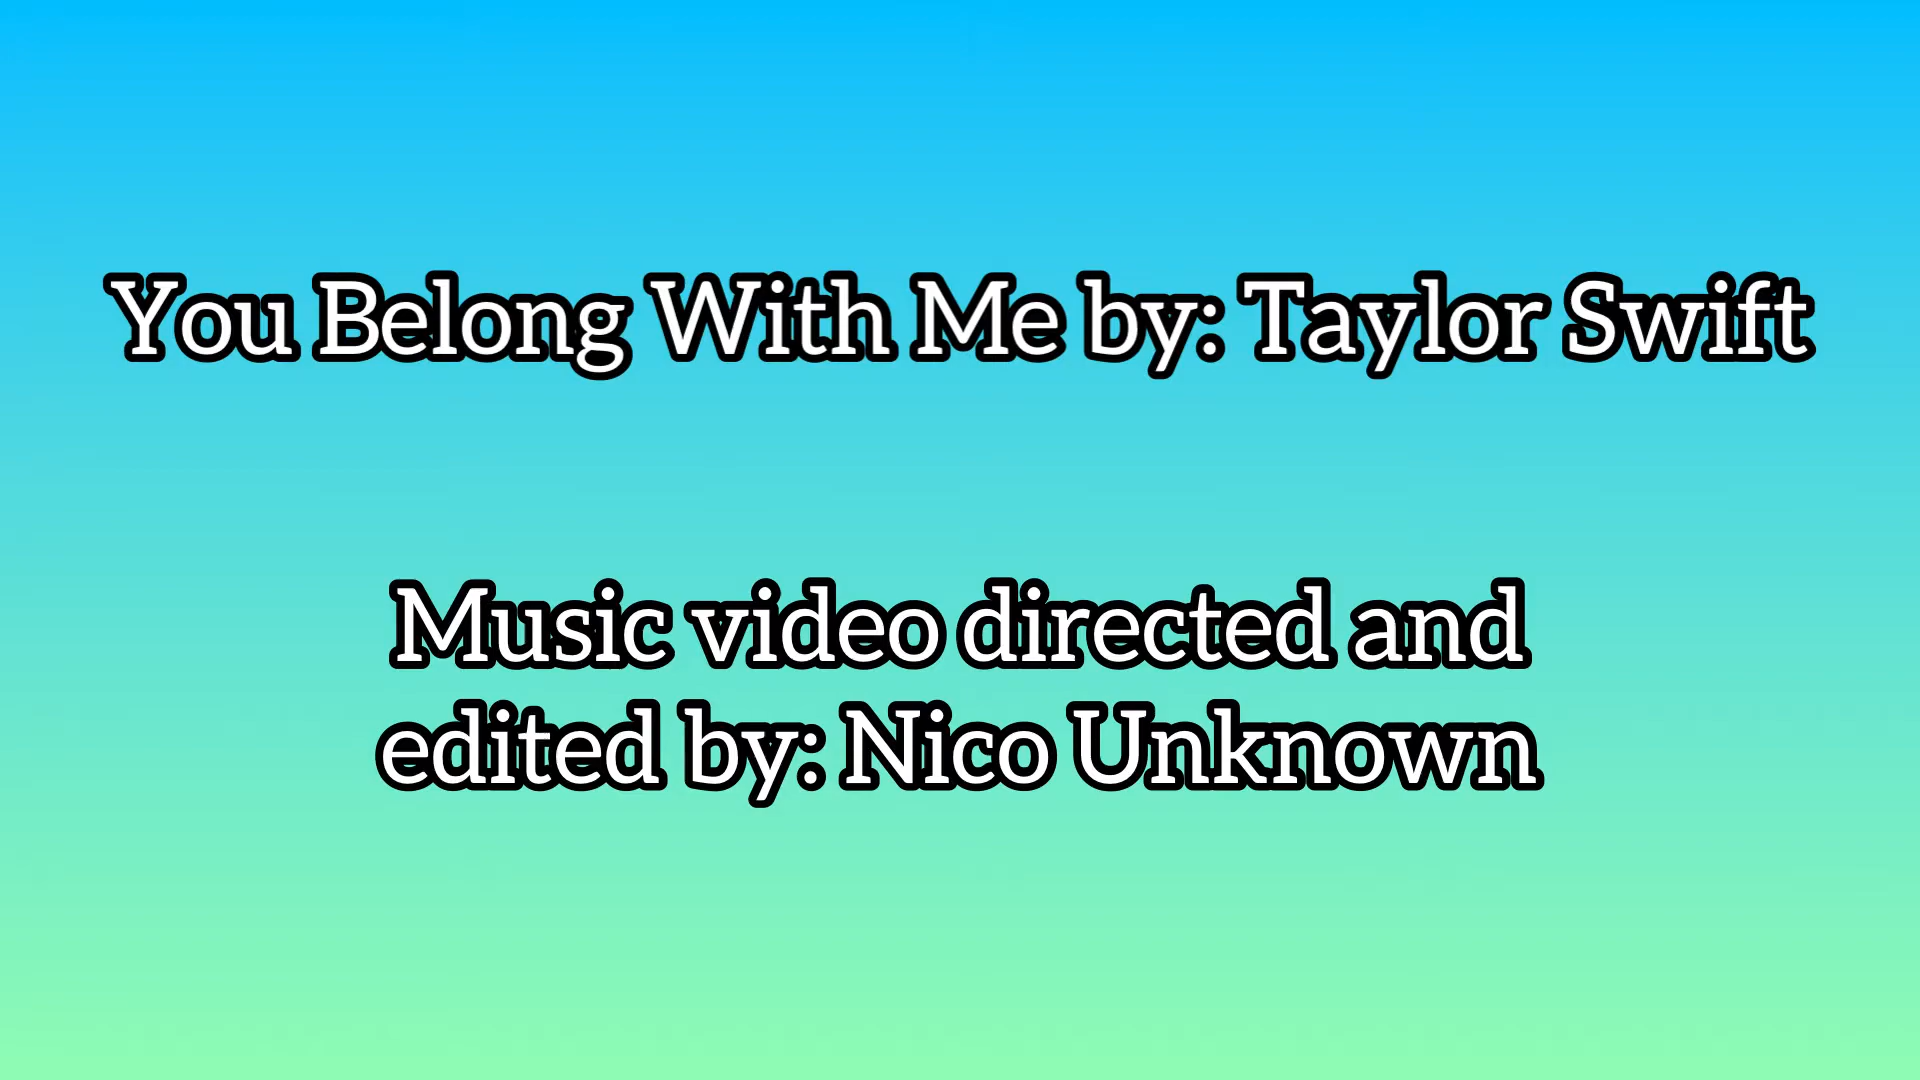 You Belong With Me by: Taylor Swift
Music video directed and
edited by: Nico Unknown